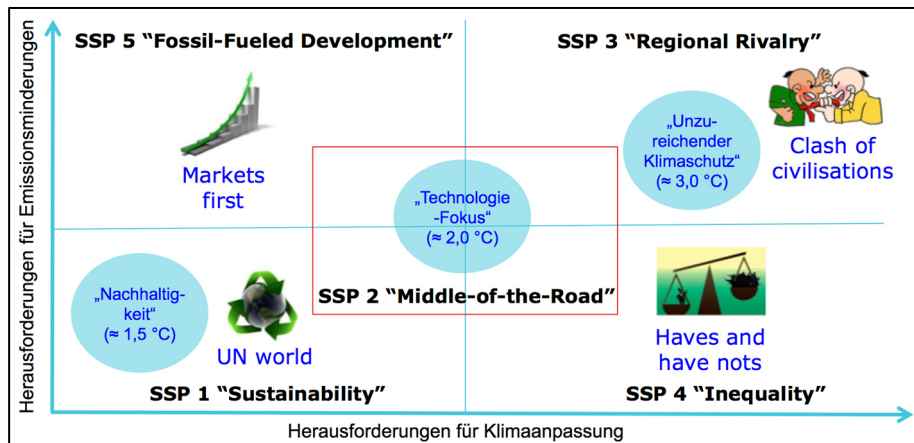 SSP 5 “Fossil-Fueled Development”
SSP 3 “Regional Rivalry”
Markets
first
„Unzu-
reichender
Klimaschutz“
(≈ 3,0 °C)
Clash of
civilisations
„Technologie
-Fokus“
(≈ 2,0 °C)
SSP 2 “Middle-of-the-Road”
„Nachhaltig-
keit“
(≈ 1,5 °C)
UN world
SSP 1 “Sustainability”
Haves and
have nots
SSP 4 “Inequality”
Herausforderungen für Emissionsminderungen
Herausforderungen für Klimaanpassung